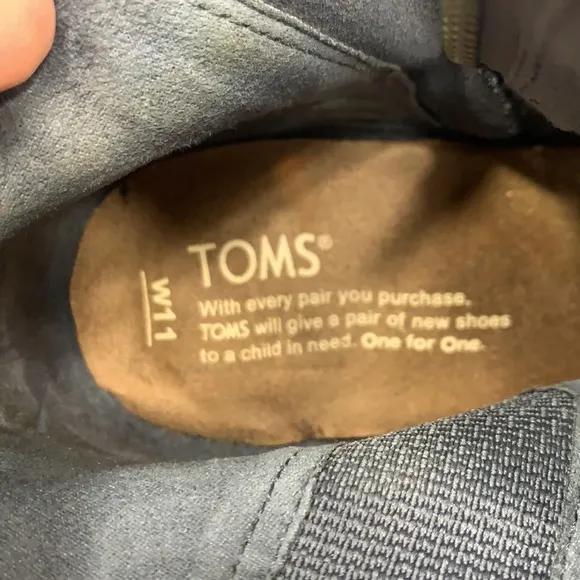 TOMS®
W11
With every pair you purchase,
TOMS will give a pair of new shoes
to a child in need. One for One.